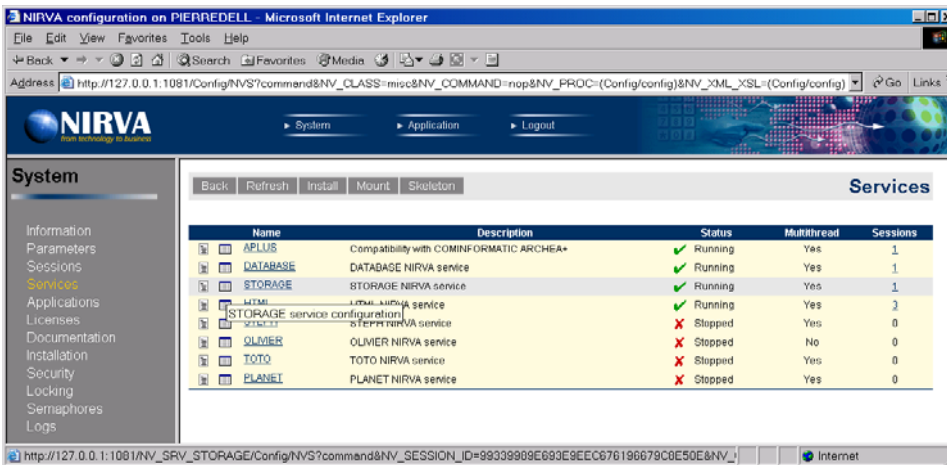 NIRVA configuration on PIERREDELL - Microsoft Internet Explorer
File Edit View Favorites Tools Help
Back Search Favorites Media
Address http://127.0.0.1:1081/Config/NVS?command&NV_CLASS=misc&NV_COMMAND=nop&NV_PROC=(Config/config)&NV_XML_XSL=(Config/config) Go Links
NIRVA
from technology to business
System Application Logout
System
Back Refresh Install Mount Skeleton Services
Information
Parameters
Sessions
Services
Applications
Licenses
Documentation
Installation
Security
Locking
Semaphores
Logs
Name Description Status Multithread Sessions
APLUS Compatibility with COMINFORMATIC ARCHEA+ Running Yes 1
DATABASE DATABASE NIRVA service Running Yes 1
STORAGE STORAGE NIRVA service Running Yes 1
HTML HTML NIRVA service Running Yes 3
STORAGE service configuration
STEPH NIRVA service Stopped Yes 0
OLIVIER OLIVIER NIRVA service Stopped No 0
TOTO TOTO NIRVA service Stopped Yes 0
PLANET PLANET NIRVA service Stopped Yes 0
http://127.0.0.1:1081/NV_SRV_STORAGE/Config/NVS?command&NV_SESSION_ID=99339989E693E9EEC676196679C8E50E&NV_ Internet